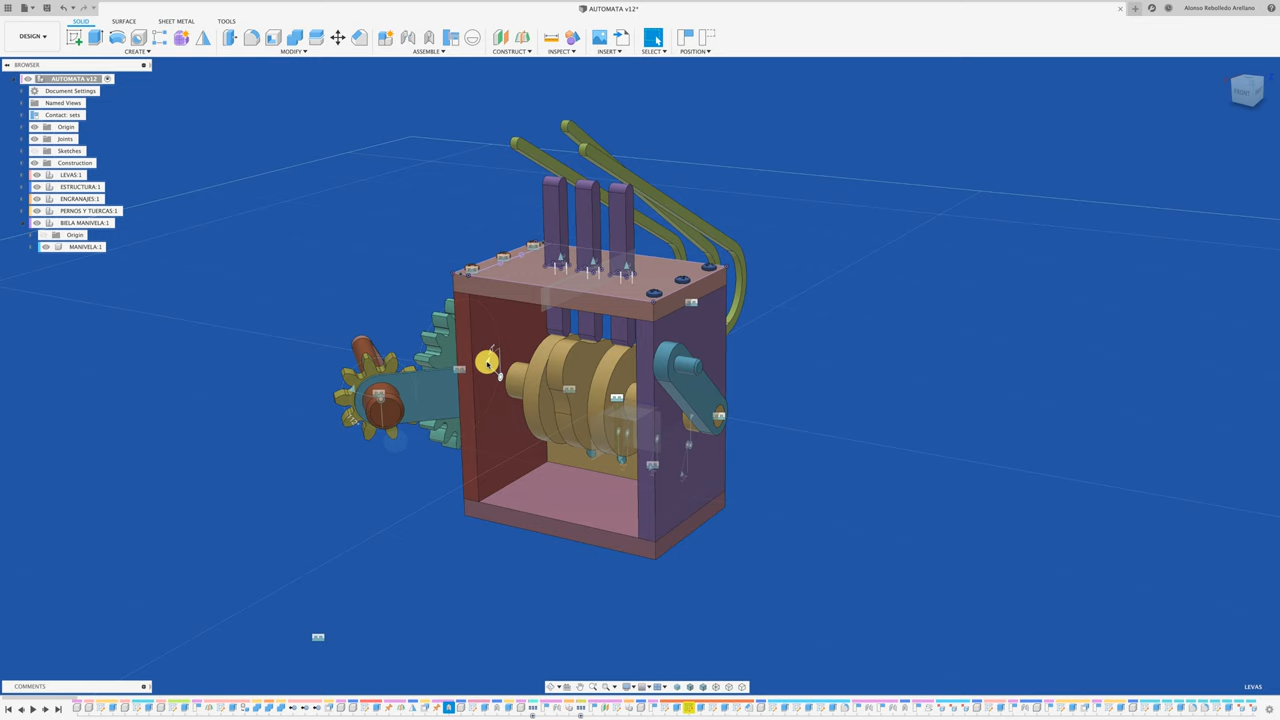 AUTOMATA v12*
Alonso Rebolledo Arellano
SOLID SURFACE SHEET METAL TOOLS
DESIGN
CREATE MODIFY ASSEMBLE CONSTRUCT INSPECT INSERT SELECT POSITION
BROWSER
AUTOMATA v12
Document Settings
Named Views
Contact: sets
Origin
Joints
Sketches
Construction
LEVAS:1
ESTRUCTURA:1
ENGRANAJES:1
PERNOS Y TUERCAS:1
BIELA MANIVELA:1
Origin
MANIVELA:1
FRONT
COMMENTS
LEVAS